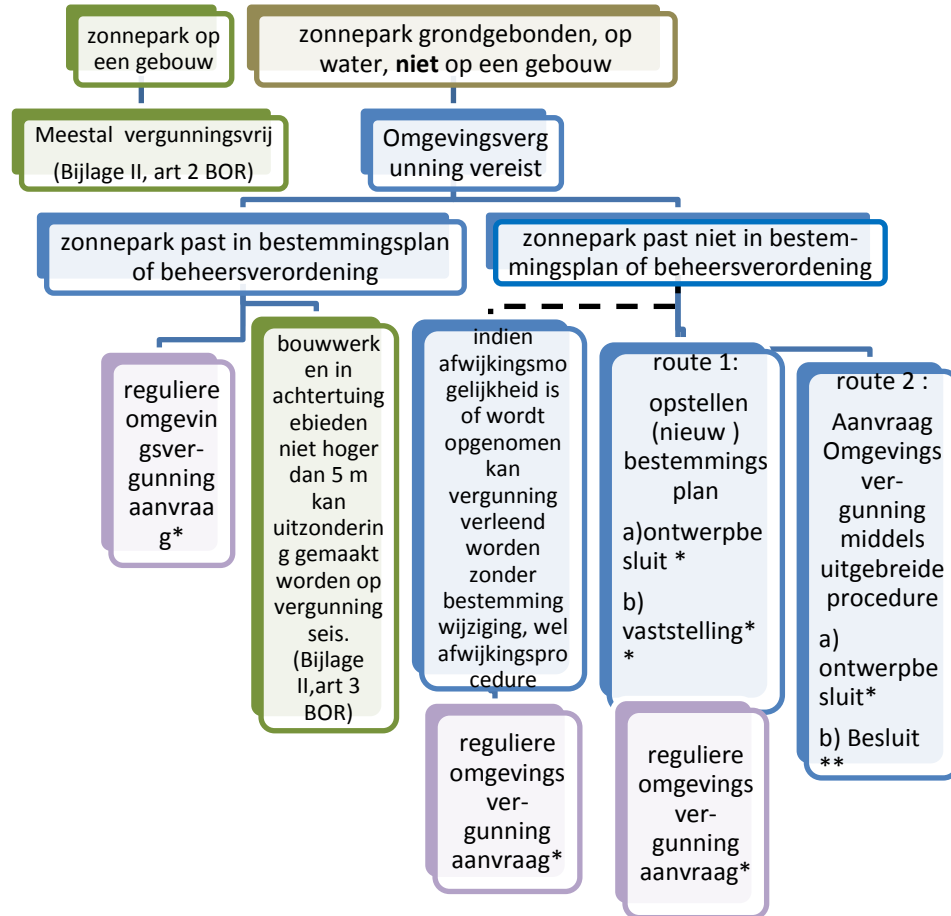 zonnepark op
een gebouw
zonnepark grondgebonden, op
water, niet op een gebouw
Meestal vergunningsvrij
(Bijlage II, art 2 BOR)
Omgevingsverg
unning vereist
zonnepark past in bestemmingsplan
of beheersverordening
zonnepark past niet in bestem-
mingsplan of beheersverordening
reguliere
omgevin
gsver-
gunning
aanvraa
g*
bouwwerk
en in
achtertuing
ebieden
niet hoger
dan 5 m
kan
uitzonderin
g gemaakt
worden op
vergunning
seis.
(Bijlage
II,art 3
BOR)
indien
afwijkingsmo
gelijkheid is
of wordt
opgenomen
kan
vergunning
verleend
worden
zonder
bestemming
wijziging, wel
afwijkingspro
cedure
reguliere
omgevings
ver-
gunning
aanvraag*
route 1:
opstellen
(nieuw )
bestemmings
plan
a)ontwerpbe
sluit *
b)
vaststelling*
*
reguliere
omgevings
ver-
gunning
aanvraag*
route 2 :
Aanvraag
Omgevings
ver-
gunning
middels
uitgebreide
procedure
a)
ontwerpbe
sluit*
b) Besluit
**